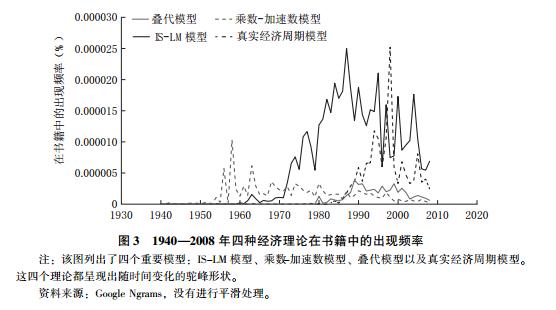 0.000030
0.000025
0.000020
0.000015
0.000010
0.000005
0
在书籍中的出现频率(%)
叠代模型
乘数-加速数模型
IS-LM 模型
真实经济周期模型
1930 1940 1950 1960 1970 1980 1990 2000 2010 2020
图 3 1940—2008 年四种经济理论在书籍中的出现频率
注:该图列出了四个重要模型:IS-LM 模型、乘数-加速数模型、叠代模型以及真实经济周期模型。
这四个理论都呈现出随时间变化的驼峰形状。
资料来源:Google Ngrams,没有进行平滑处理。